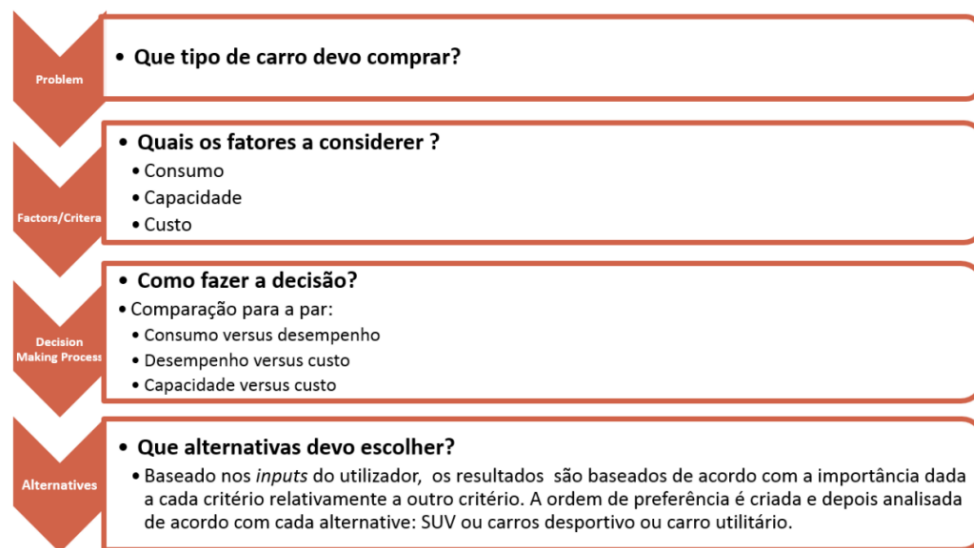 Problem
• Que tipo de carro devo comprar?
Factors/Critera
• Quais os fatores a considerer ?
• Consumo
• Capacidade
• Custo
Decision
Making Process
• Como fazer a decisão?
• Comparação para a par:
• Consumo versus desempenho
• Desempenho versus custo
• Capacidade versus custo
Alternatives
• Que alternativas devo escolher?
• Baseado nos inputs do utilizador, os resultados são baseados de acordo com a importância dada
a cada critério relativamente a outro critério. A ordem de preferência é criada e depois analisada
de acordo com cada alternative: SUV ou carros desportivo ou carro utilitário.